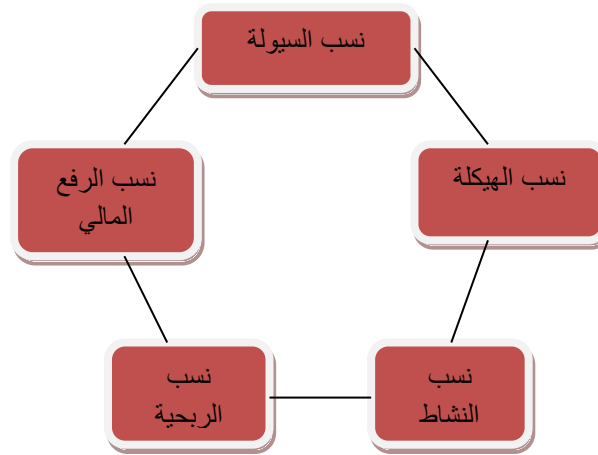 نسب السيولة
نسب الهيكلة
نسب الرفع
المالي
نسب
النشاط
نسب
الربحية